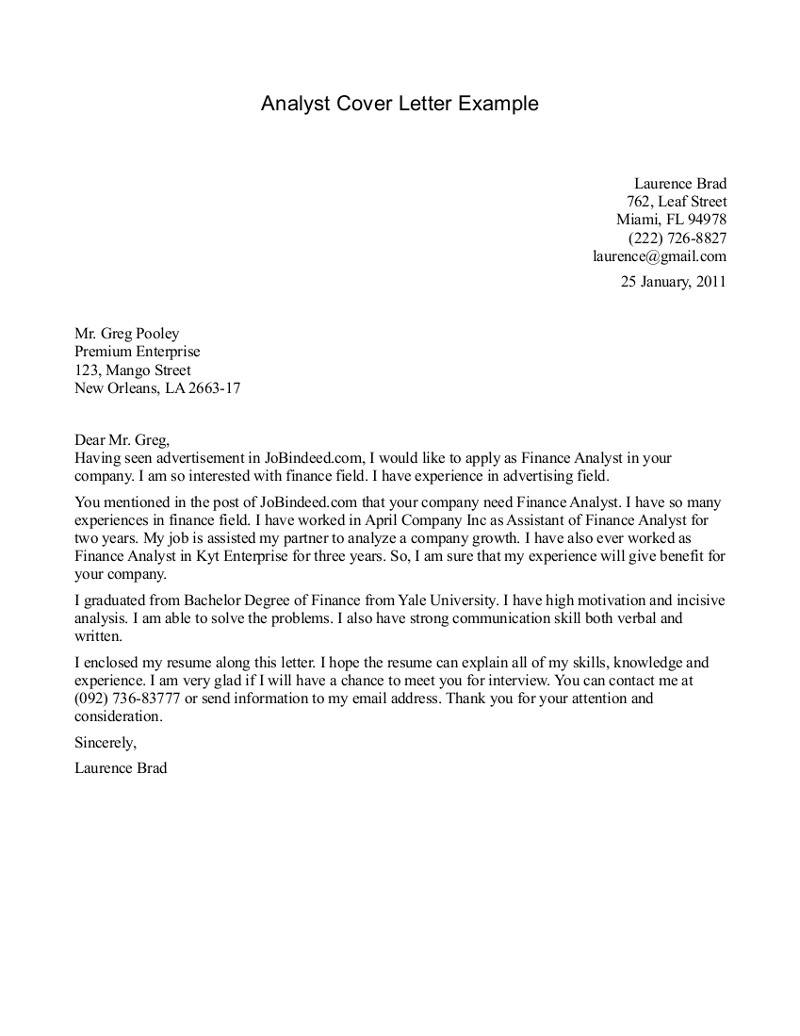 Analyst Cover Letter Example
Laurence Brad
762, Leaf Street
Miami, FL 94978
(222) 726-8827
laurence@gmail.com
25 January, 2011
Mr. Greg Pooley
Premium Enterprise
123, Mango Street
New Orleans, LA 2663-17
Dear Mr. Greg,
Having seen advertisement in JoBindeed.com, I would like to apply as Finance Analyst in your
company. I am so interested with finance field. I have experience in advertising field.
You mentioned in the post of JoBindeed.com that your company need Finance Analyst. I have so many
experiences in finance field. I have worked in April Company Inc as Assistant of Finance Analyst for
two years. My job is assisted my partner to analyze a company growth. I have also ever worked as
Finance Analyst in Kyt Enterprise for three years. So, I am sure that my experience will give benefit for
your company.
I graduated from Bachelor Degree of Finance from Yale University. I have high motivation and incisive
analysis. I am able to solve the problems. I also have strong communication skill both verbal and
written.
I enclosed my resume along this letter. I hope the resume can explain all of my skills, knowledge and
experience. I am very glad if I will have a chance to meet you for interview. You can contact me at
(092) 736-83777 or send information to my email address. Thank you for your attention and
consideration.
Sincerely,
Laurence Brad